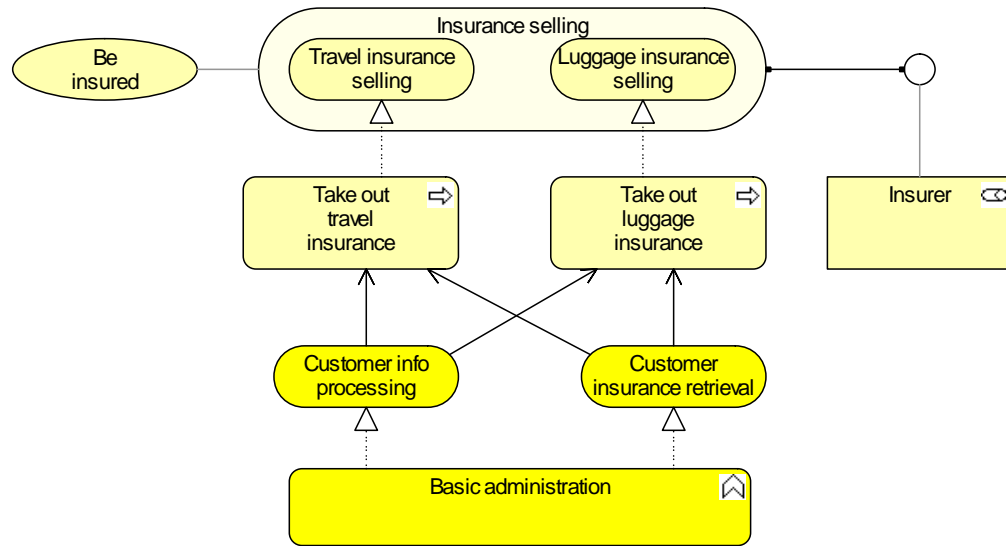 Insurance selling
Be
insured
Travel insurance
selling
Luggage insurance
selling
Take out
travel
insurance
Take out
luggage
insurance
Insurer
Customer info
processing
Customer
insurance retrieval
Basic administration